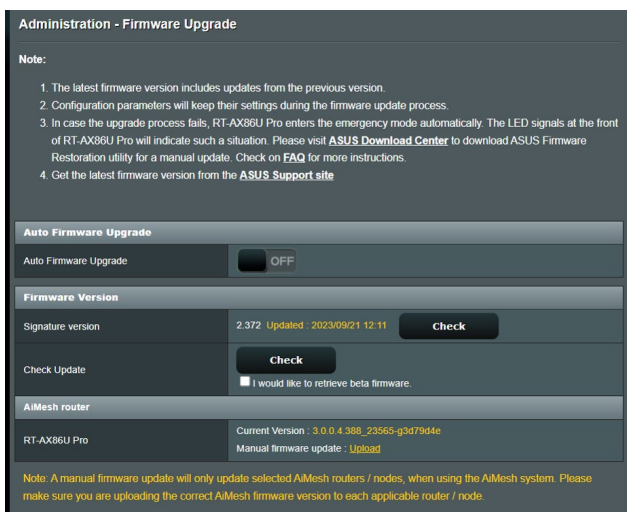 Administration - Firmware Upgrade
Note:
1. The latest firmware version includes updates from the previous version.
2. Configuration parameters will keep their settings during the firmware update process.
3. In case the upgrade process fails, RT-AX86U Pro enters the emergency mode automatically. The LED signals at the front
of RT-AX86U Pro will indicate such a situation. Please visit ASUS Download Center to download ASUS Firmware
Restoration utility for a manual update. Check on FAQ for more instructions.
4. Get the latest firmware version from the ASUS Support site
Auto Firmware Upgrade
Auto Firmware Upgrade OFF
Firmware Version
Signature version 2.372 Updated : 2023/09/21 12:11 Check
Check Update Check
I would like to retrieve beta firmware.
AiMesh router
RT-AX86U Pro
Current Version : 3.0.0.4.388_23565-g3d79d4e
Manual firmware update : Upload
Note: A manual firmware update will only update selected AiMesh routers / nodes, when using the AiMesh system. Please
make sure you are uploading the correct AiMesh firmware version to each applicable router / node.